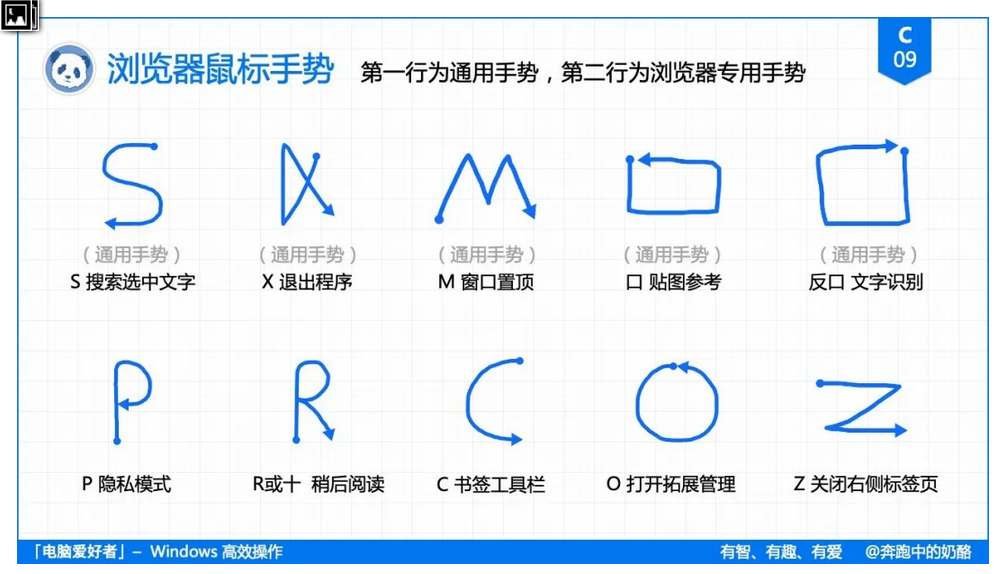 浏览器鼠标手势
第一行为通用手势，第二行为浏览器专用手势
C
09
（通用手势）
S 搜索选中文字
（通用手势）
X 退出程序
（通用手势）
M 窗口置顶
（通用手势）
口 贴图参考
（通用手势）
反口 文字识别
P 隐私模式
R或十 稍后阅读
C 书签工具栏
O 打开拓展管理
Z 关闭右侧标签页
「电脑爱好者」– Windows 高效操作
有智、有趣、有爱 @奔跑中的奶酪